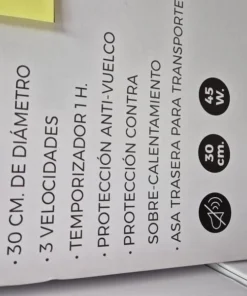 • 30 CM. DE DIÁMETRO
• 3 VELOCIDADES
• TEMPORIZADOR 1 H.
• PROTECCIÓN ANTI-VUELCO
• PROTECCIÓN CONTRA
SOBRE-CALENTAMIENTO
• ASA TRASERA PARA TRANSPORTE
30
cm.
45
W.